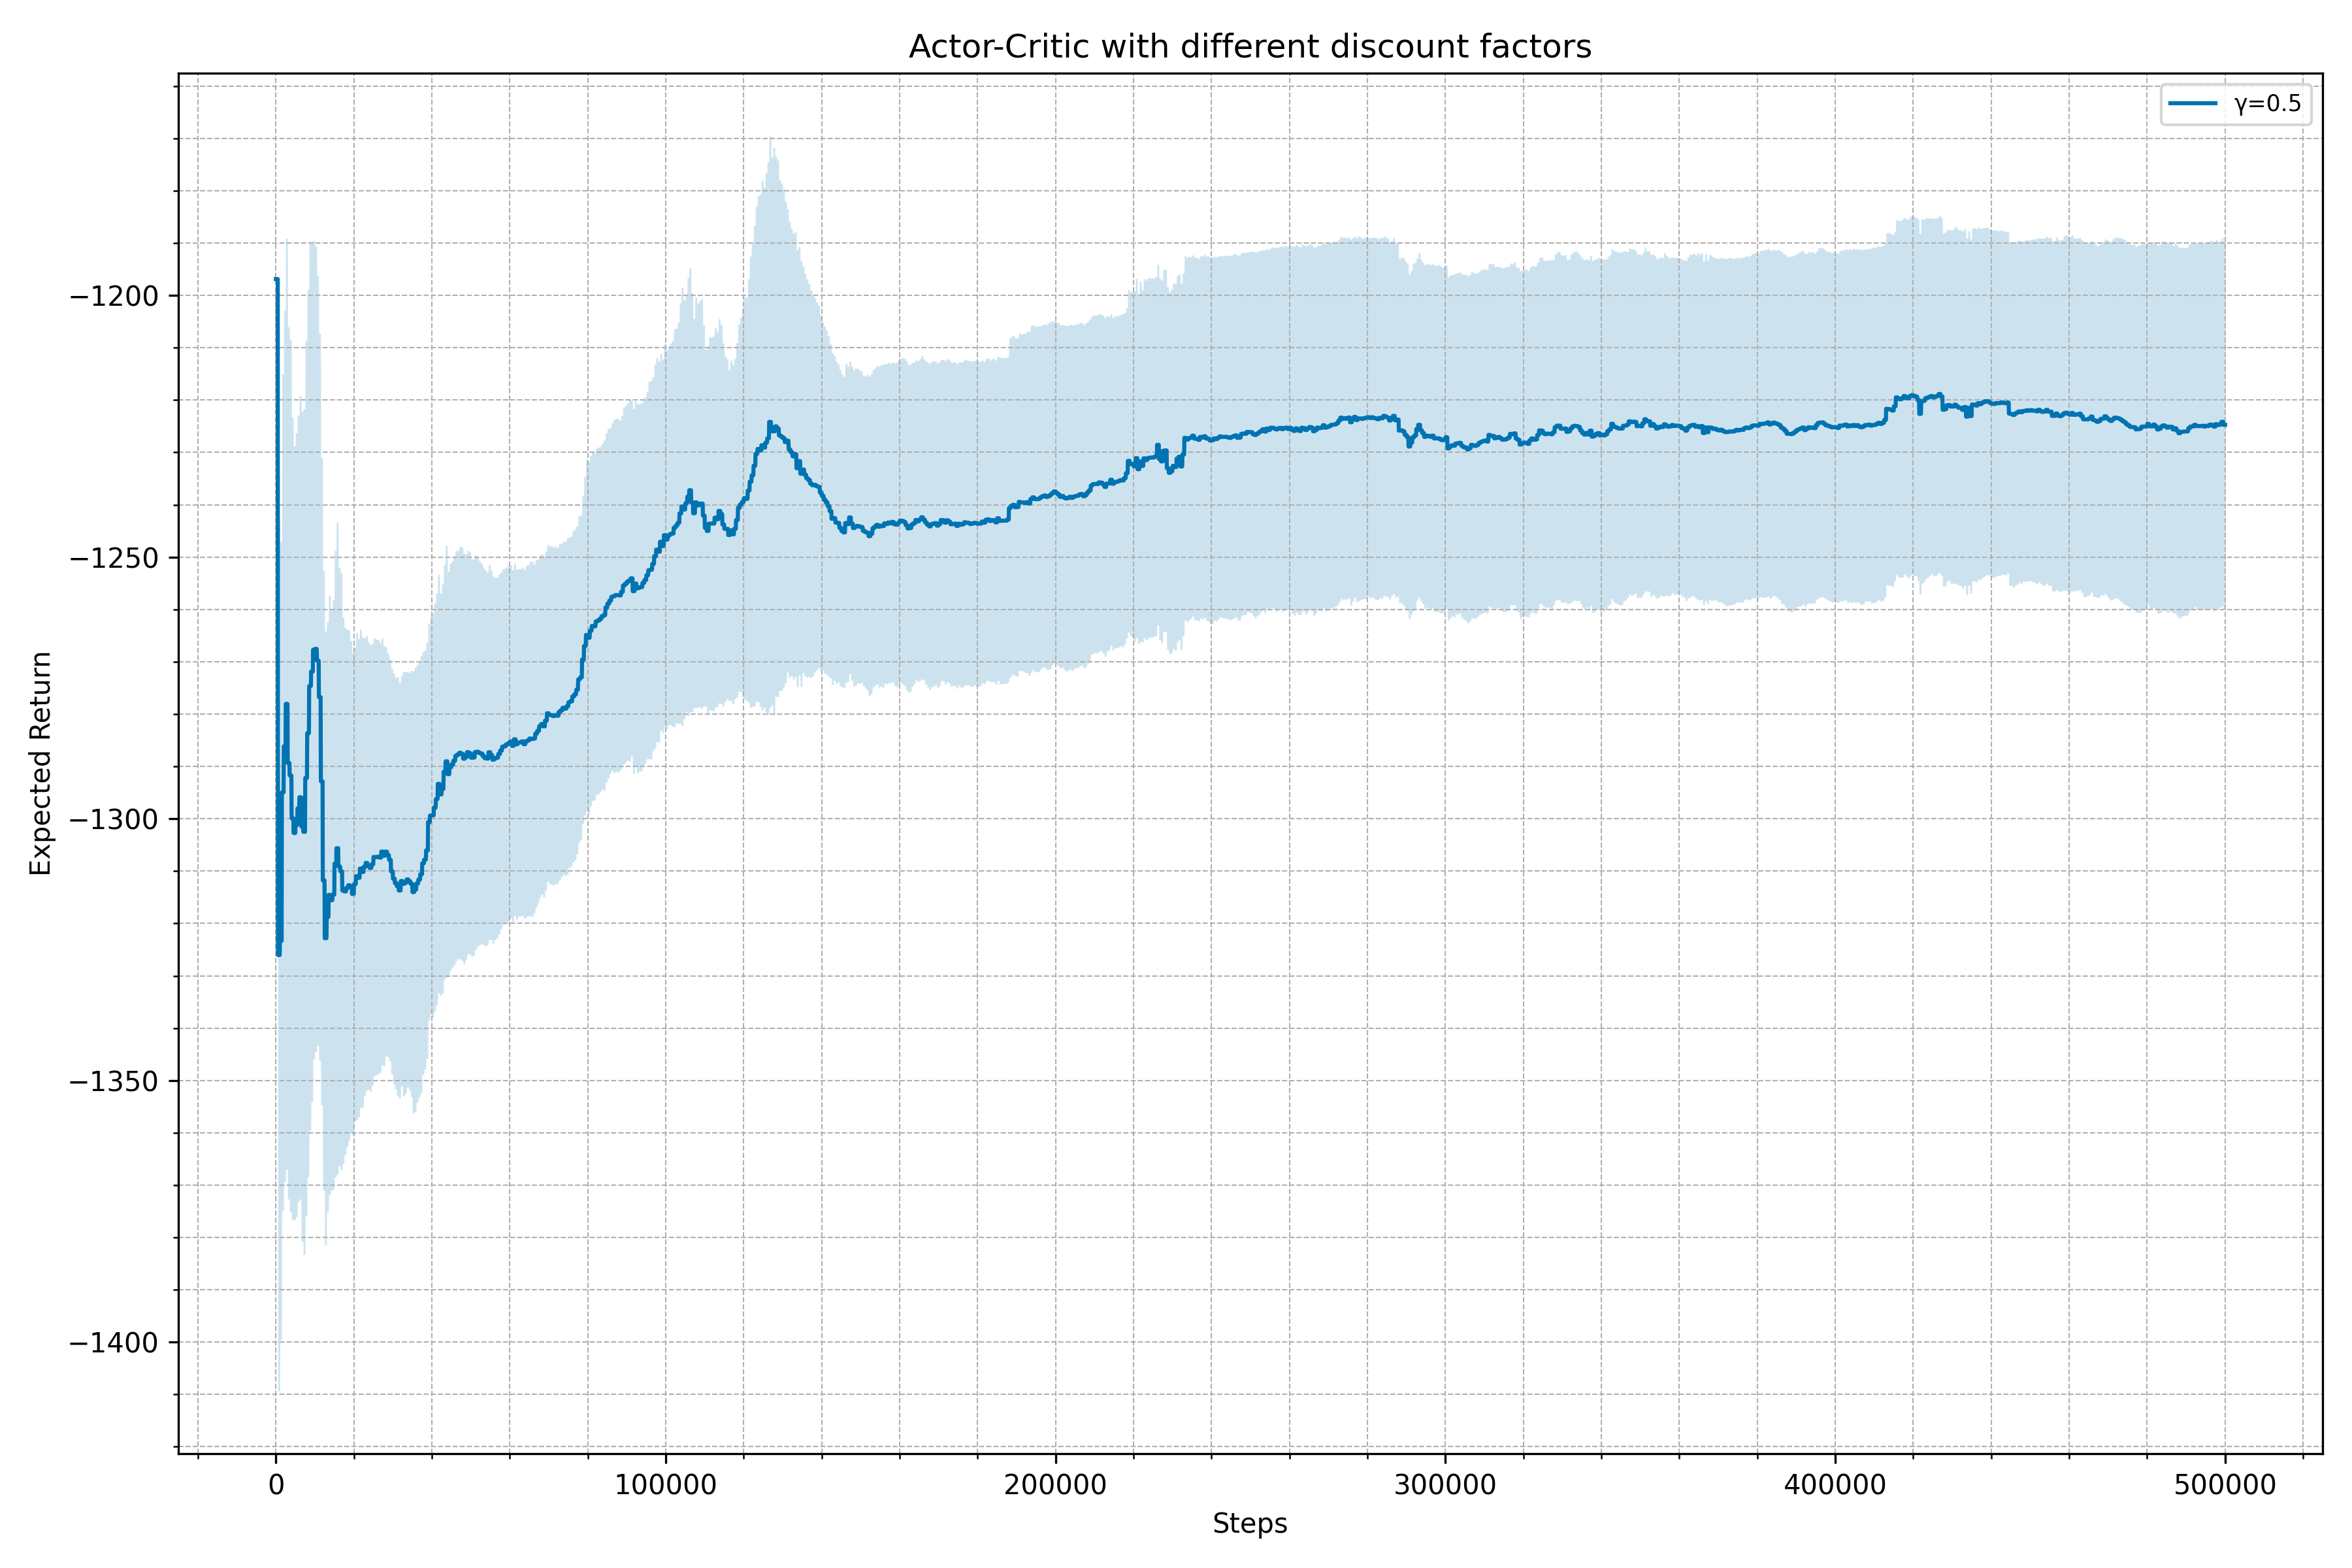 Actor-Critic with different discount factors
γ=0.5
Expected Return
−1200
−1250
−1300
−1350
−1400
0
100000
200000
300000
400000
500000
Steps